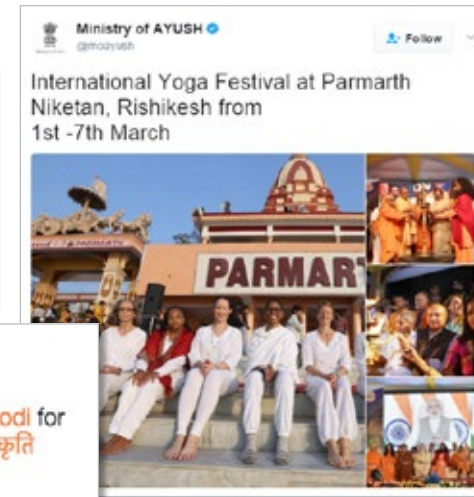 Ministry of AYUSH
@moayush
Follow
International Yoga Festival at Parmarth
Niketan, Rishikesh from
1st -7th March
PARMARTH
PARMART
odi for
कृति